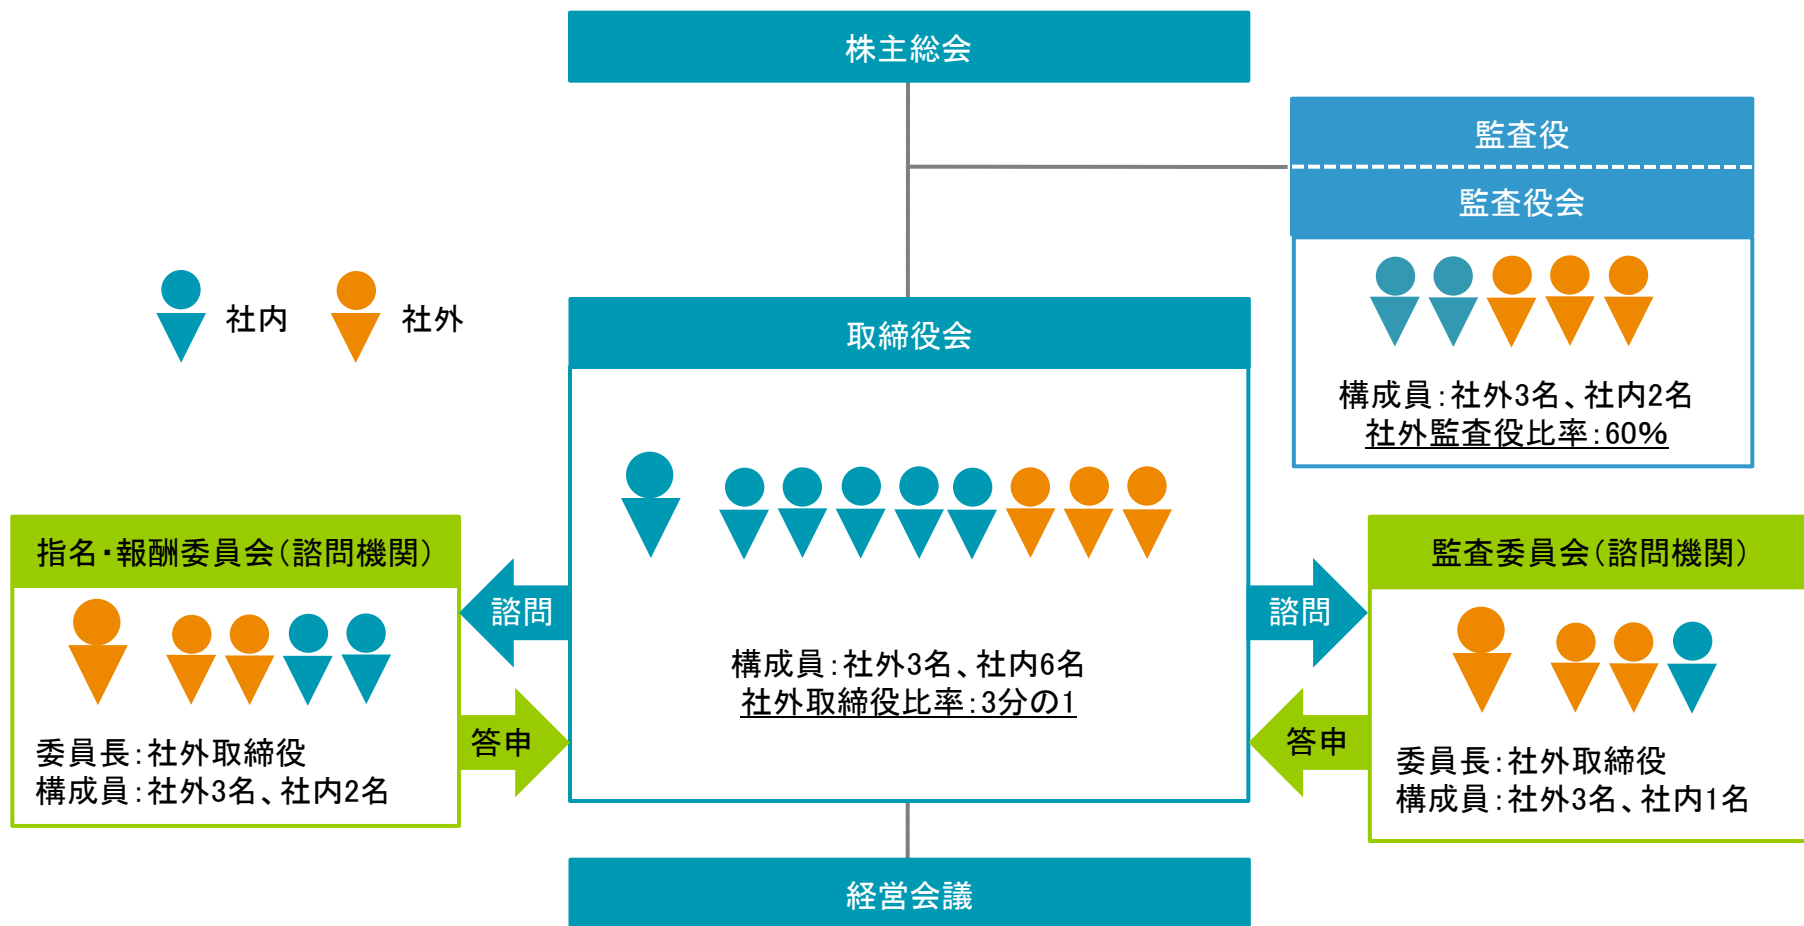 株主総会
監査役
監査役会
構成員：社外3名、社内2名
社外監査役比率：60%
社内
社外
取締役会
構成員：社外3名、社内6名
社外取締役比率：3分の1
指名・報酬委員会（諮問機関）
委員長：社外取締役
構成員：社外3名、社内2名
諮問
答申
諮問
答申
監査委員会（諮問機関）
委員長：社外取締役
構成員：社外3名、社内1名
経営会議